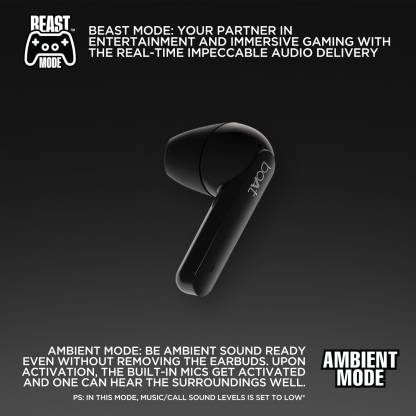 BEAST
MODE
BEAST MODE: YOUR PARTNER IN
ENTERTAINMENT AND IMMERSIVE GAMING WITH
THE REAL-TIME IMPECCABLE AUDIO DELIVERY
boAt
AMBIENT MODE: BE AMBIENT SOUND READY
EVEN WITHOUT REMOVING THE EARBUDS. UPON
ACTIVATION, THE BUILT-IN MICS GET ACTIVATED
AND ONE CAN HEAR THE SURROUNDINGS WELL.
PS: IN THIS MODE, MUSIC/CALL SOUND LEVELS IS SET TO LOW*
AMBIENT
MODE